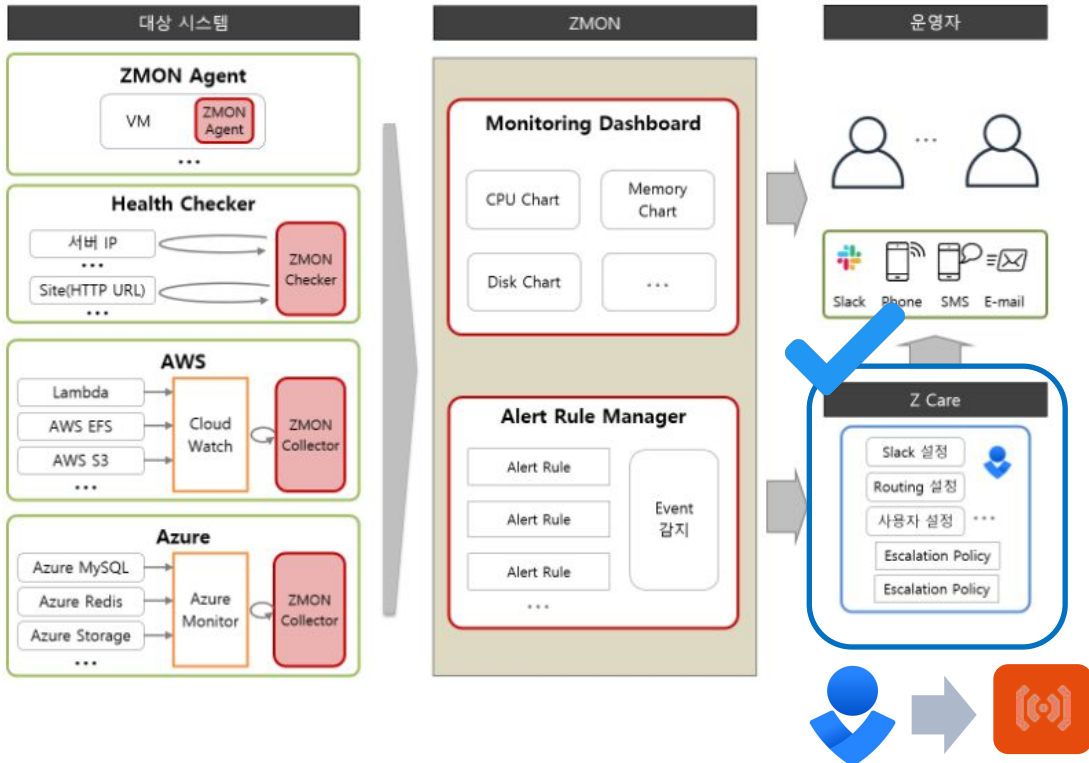 대상 시스템
ZMON Agent
VM
ZMON
Agent
...
Health Checker
서버 IP
...
Site(HTTP URL)
...
ZMON
Checker
AWS
Lambda
AWS EFS
AWS S3
...
Cloud
Watch
ZMON
Collector
Azure
Azure MySQL
Azure Redis
Azure Storage
...
Azure
Monitor
ZMON
Collector
ZMON
Monitoring Dashboard
CPU Chart
Memory
Chart
Disk Chart
...
Alert Rule Manager
Alert Rule
Alert Rule
Alert Rule
...
Event
감지
운영자
...
Slack
Phone
SMS
E-mail
Z Care
Slack 설정
Routing 설정
사용자 설정
...
Escalation Policy
Escalation Policy